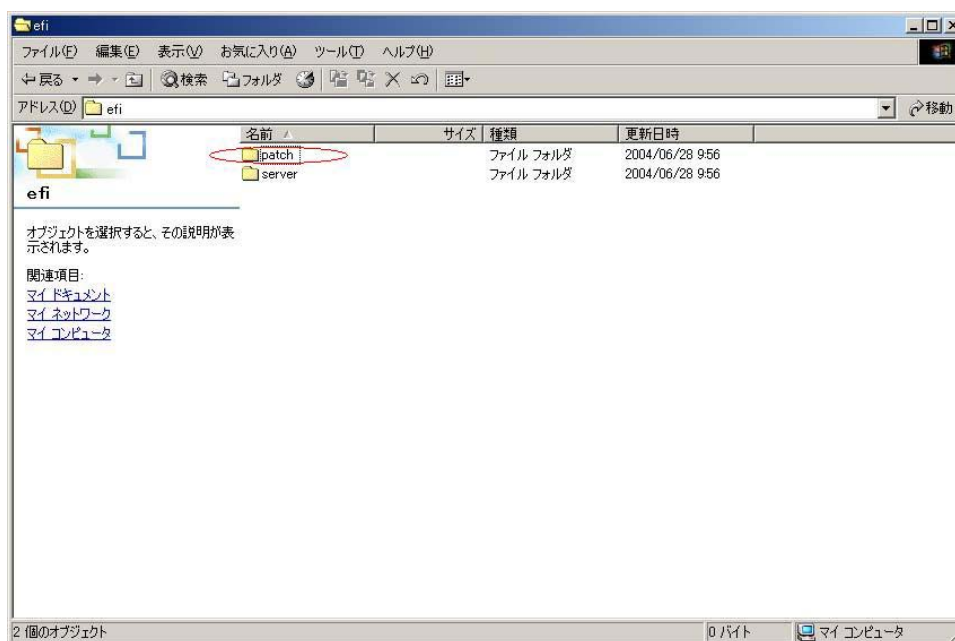 efi
ファイル(F) 編集(E) 表示(V) お気に入り(A) ツール(T) ヘルプ(H)
戻る 検索 フォルダ
アドレス(D) efi 移動
名前 サイズ 種類 更新日時
patch ファイル フォルダ 2004/06/28 9:56
server ファイル フォルダ 2004/06/28 9:56
efi
オブジェクトを選択すると、その説明が表
示されます。
関連項目:
マイ ドキュメント
マイ ネットワーク
マイ コンピュータ
2 個のオブジェクト 0 バイト マイ コンピュータ